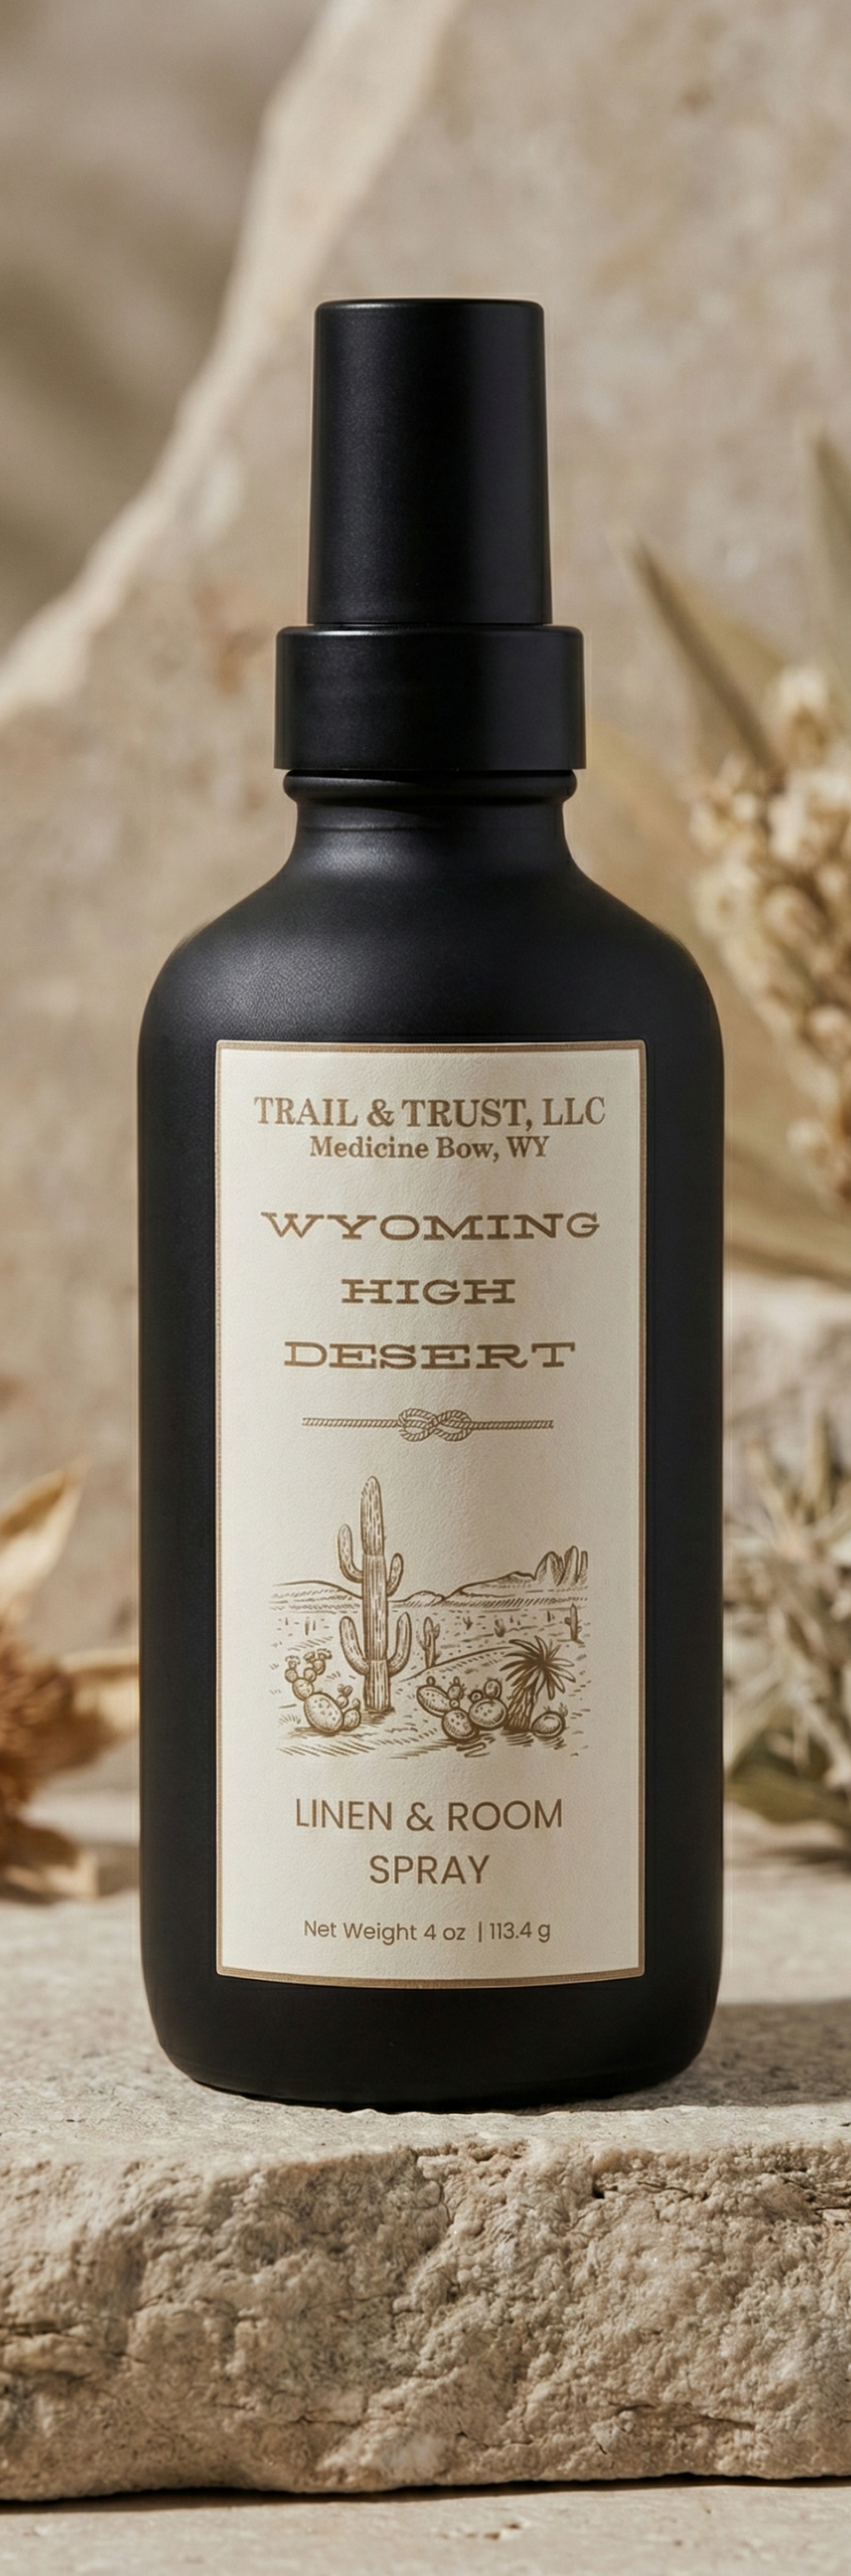 TRAIL & TRUST, LLC
Medicine Bow, WY
WYOMING
HIGH
DESERT
LINEN & ROOM
SPRAY
Net Weight 4 oz | 113.4 g